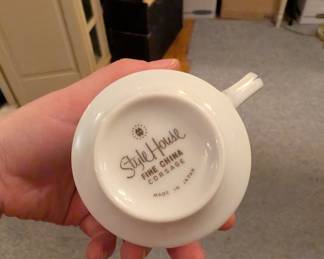 Style House
FINE CHINA
CORSAGE
MADE IN JAPAN